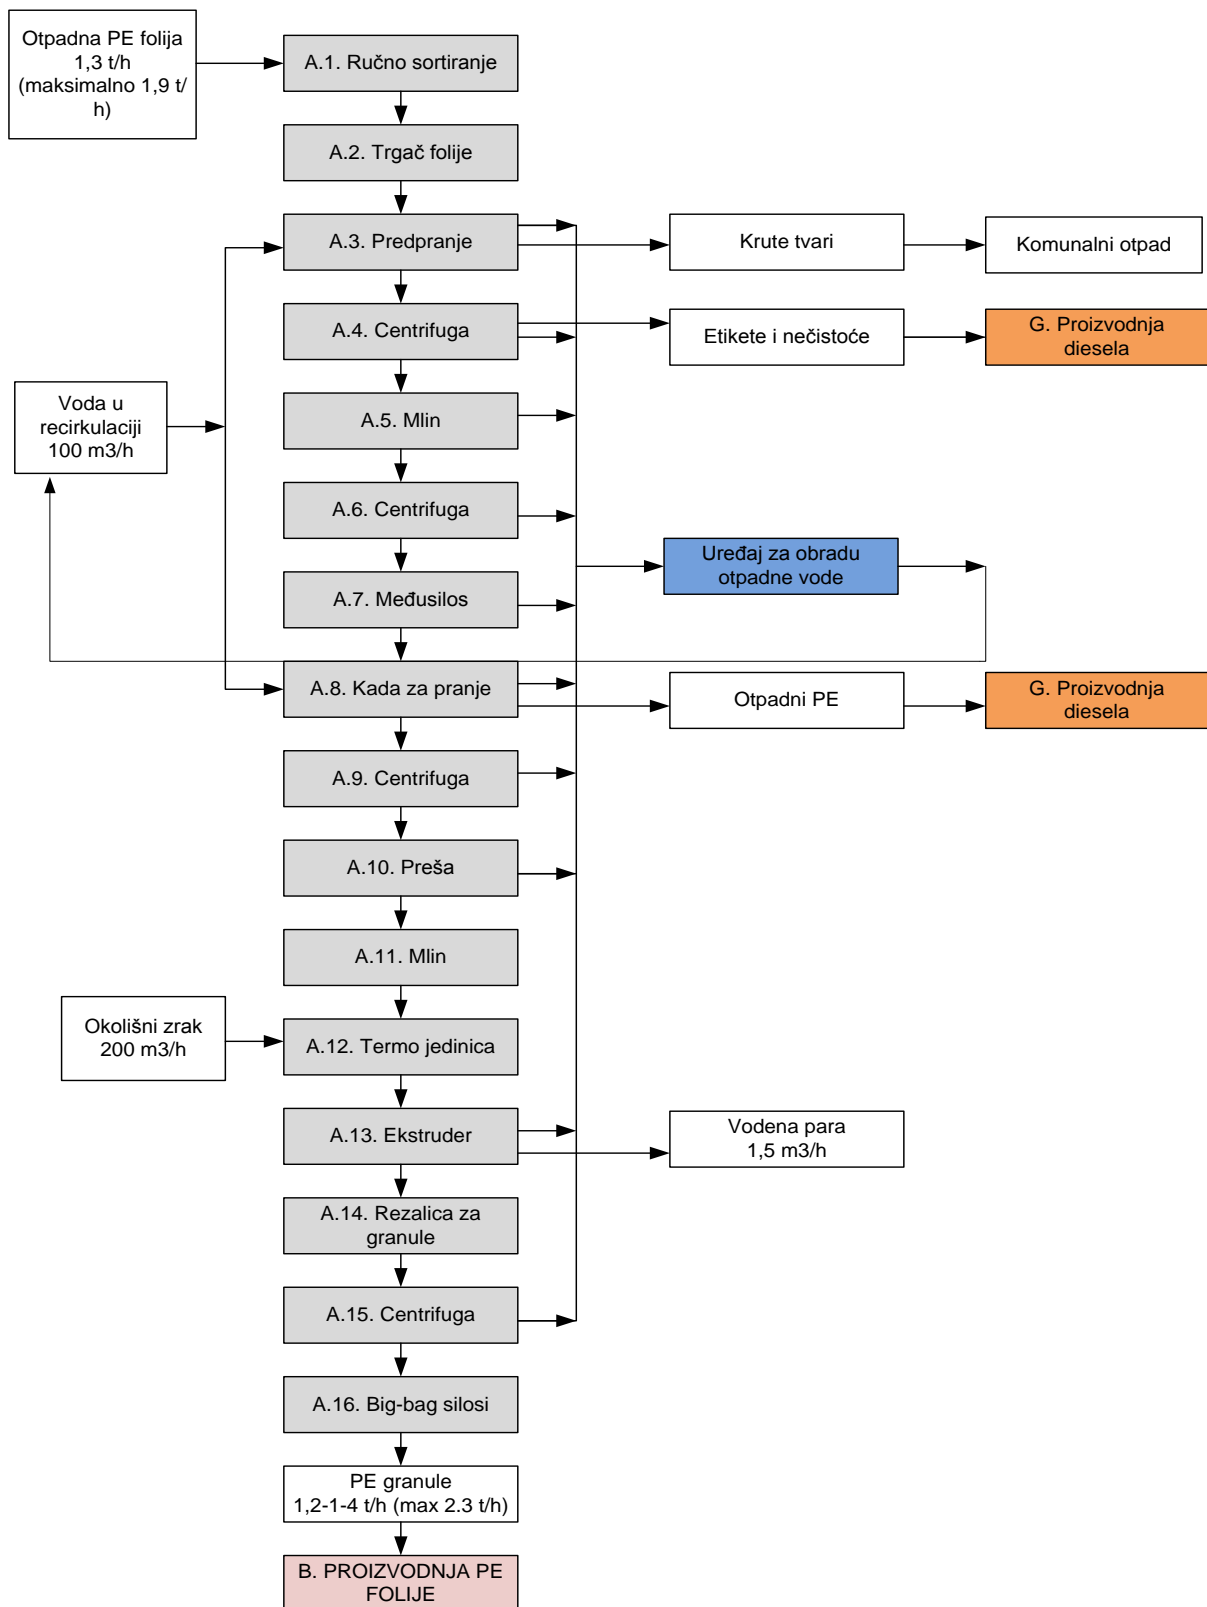 Otpadna PE folija
1,3 t/h
(maksimalno 1,9 t/
h)
A.1. Ručno sortiranje
A.2. Trgač folije
A.3. Predpranje
Krute tvari
Komunalni otpad
A.4. Centrifuga
Etikete i nečistoće
G. Proizvodnja
diesela
Voda u
recirkulaciji
100 m3/h
A.5. Mlin
A.6. Centrifuga
Uređaj za obradu
otpadne vode
A.7. Međusilos
A.8. Kada za pranje
Otpadni PE
G. Proizvodnja
diesela
A.9. Centrifuga
A.10. Preša
A.11. Mlin
Okolišni zrak
200 m3/h
A.12. Termo jedinica
A.13. Ekstruder
Vodena para
1,5 m3/h
A.14. Rezalica za
granule
A.15. Centrifuga
A.16. Big-bag silosi
PE granule
1,2-1-4 t/h (max 2.3 t/h)
B. PROIZVODNJA PE
FOLIJE